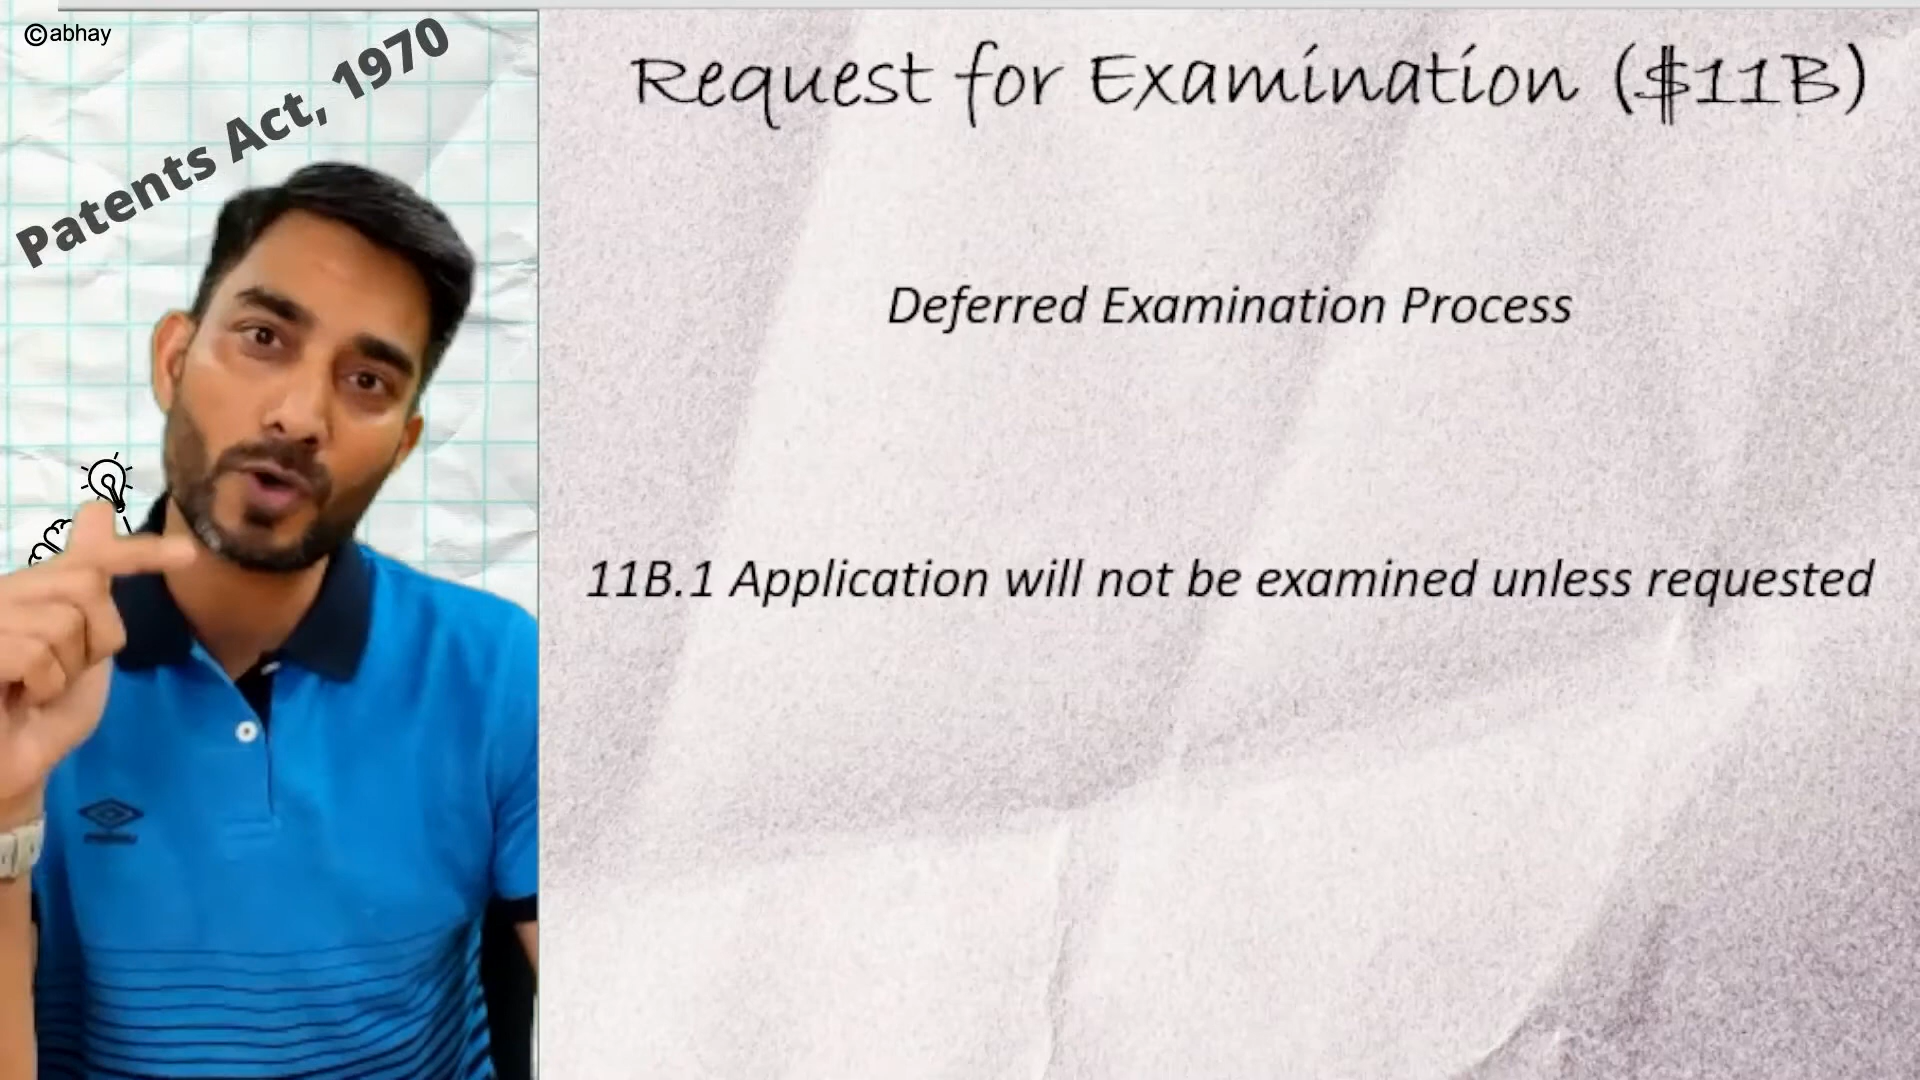 ©abhay
Patents Act, 1970
Request for Examination ($11B)
Deferred Examination Process
11B.1 Application will not be examined unless requested